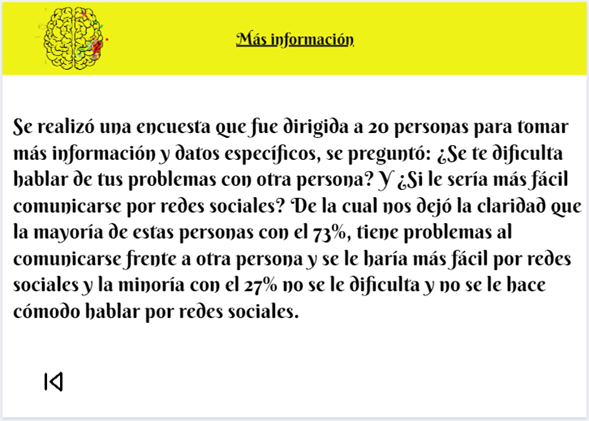 Más información
Se realizó una encuesta que fue dirigida a 20 personas para tomar
más información y datos específicos, se preguntó: ¿Se te dificulta
hablar de tus problemas con otra persona? Y ¿Si le sería más fácil
comunicarse por redes sociales? De la cual nos dejó la claridad que
la mayoría de estas personas con el 73%, tiene problemas al
comunicarse frente a otra persona y se le haría más fácil por redes
sociales y la minoría con el 27% no se le dificulta y no se le hace
cómodo hablar por redes sociales.